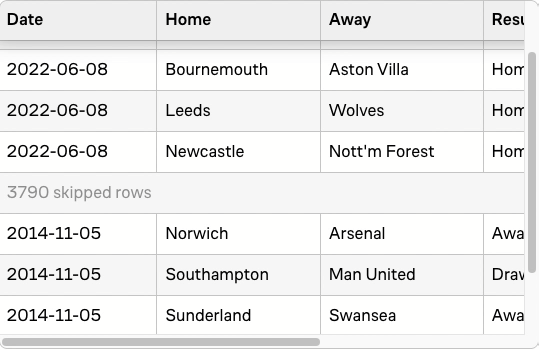 Date Home Away Resu
2022-06-08 Bournemouth Aston Villa Hom
2022-06-08 Leeds Wolves Hom
2022-06-08 Newcastle Nott'm Forest Hom
3790 skipped rows
2014-11-05 Norwich Arsenal Awa
2014-11-05 Southampton Man United Draw
2014-11-05 Sunderland Swansea Awa